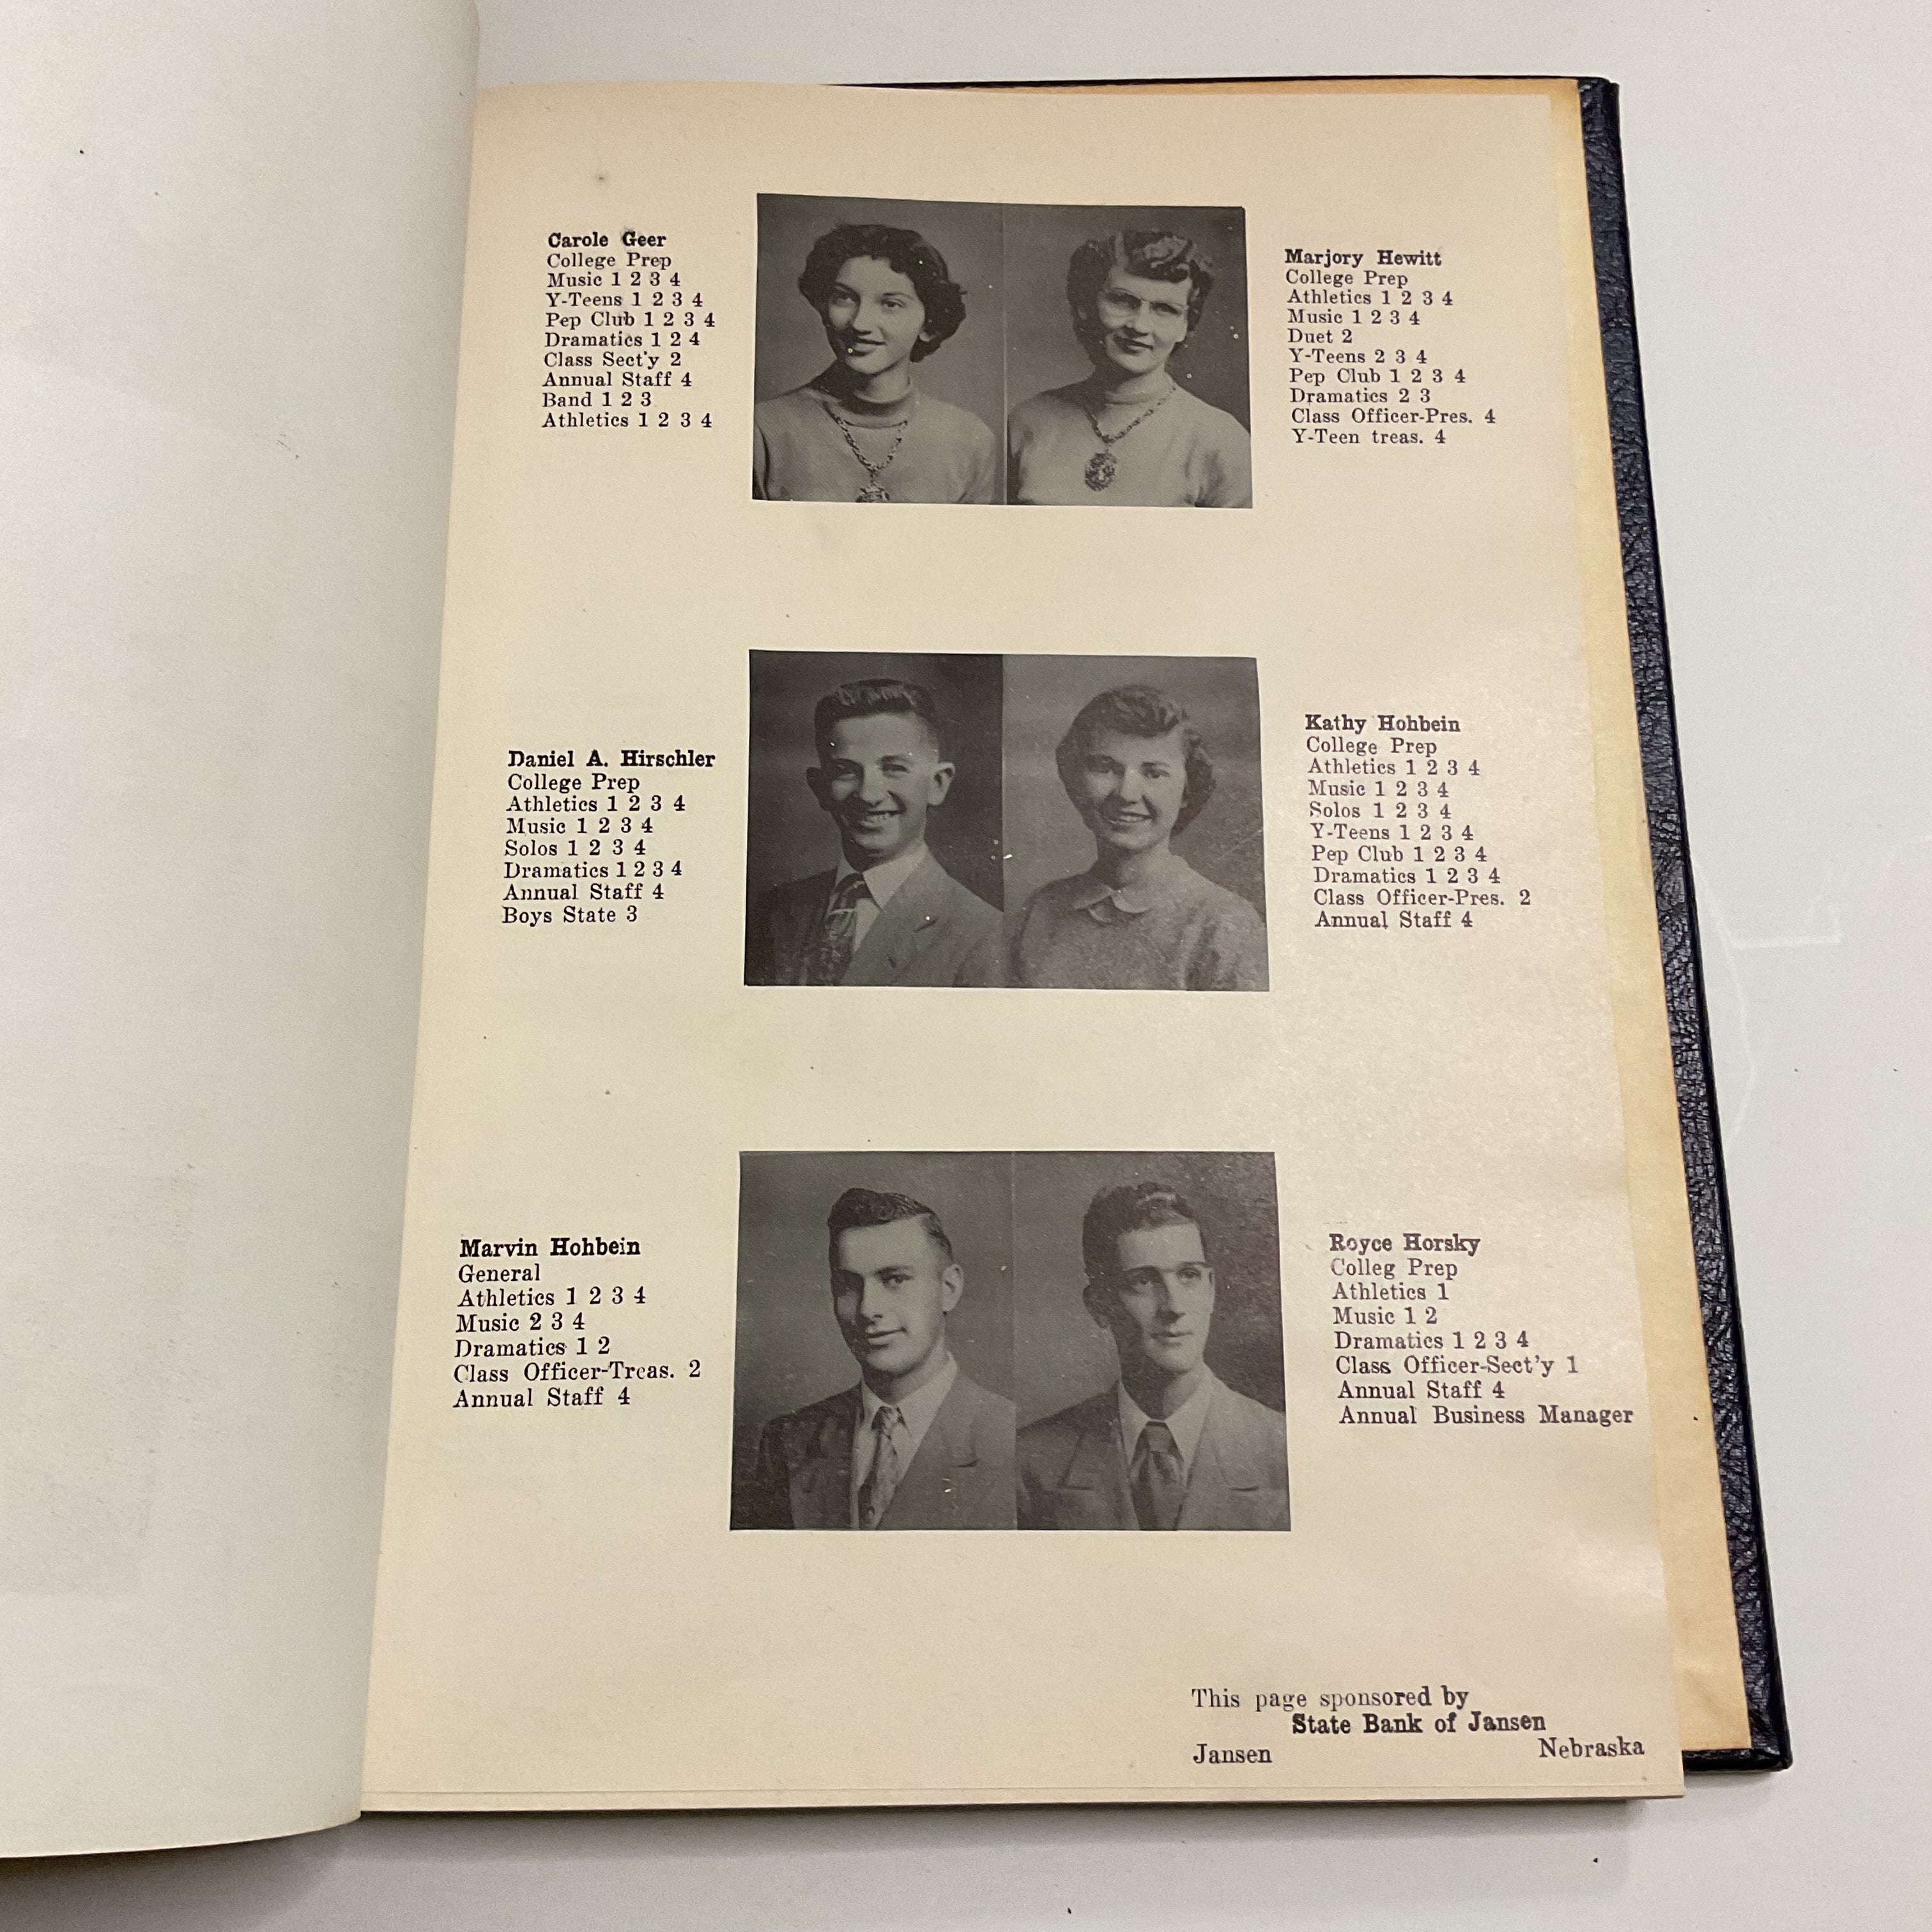 Carole Geer
College Prep
Music 1 2 3 4
Y-Teens 1 2 3 4
Pep Club 1 2 3 4
Dramatics 1 2 4
Class Sect'y 2
Annual Staff 4
Band 1 2 3
Athletics 1 2 3 4
Marjory Hewitt
College Prep
Athletics 1 2 3 4
Music 1 2 3 4
Duet 2
Y-Teens 2 3 4
Pep Club 1 2 3 4
Dramatics 2 3
Class Officer-Pres. 4
Y-Teen treas. 4
Daniel A. Hirschler
College Prep
Athletics 1 2 3 4
Music 1 2 3 4
Solos 1 2 3 4
Dramatics 1 2 3 4
Annual Staff 4
Boys State 3
Kathy Hohbein
College Prep
Athletics 1 2 3 4
Music 1 2 3 4
Solos 1 2 3 4
Y-Teens 1 2 3 4
Pep Club 1 2 3 4
Dramatics 1 2 3 4
Class Officer-Pres. 2
Annual Staff 4
Marvin Hohbein
General
Athletics 1 2 3 4
Music 2 3 4
Dramatics 1 2
Class Officer-Treas. 2
Annual Staff 4
Royce Horsky
Colleg Prep
Athletics 1
Music 1 2
Dramatics 1 2 3 4
Class Officer-Sect'y 1
Annual Staff 4
Annual Business Manager
This page sponsored by
State Bank of Jansen
Jansen Nebraska